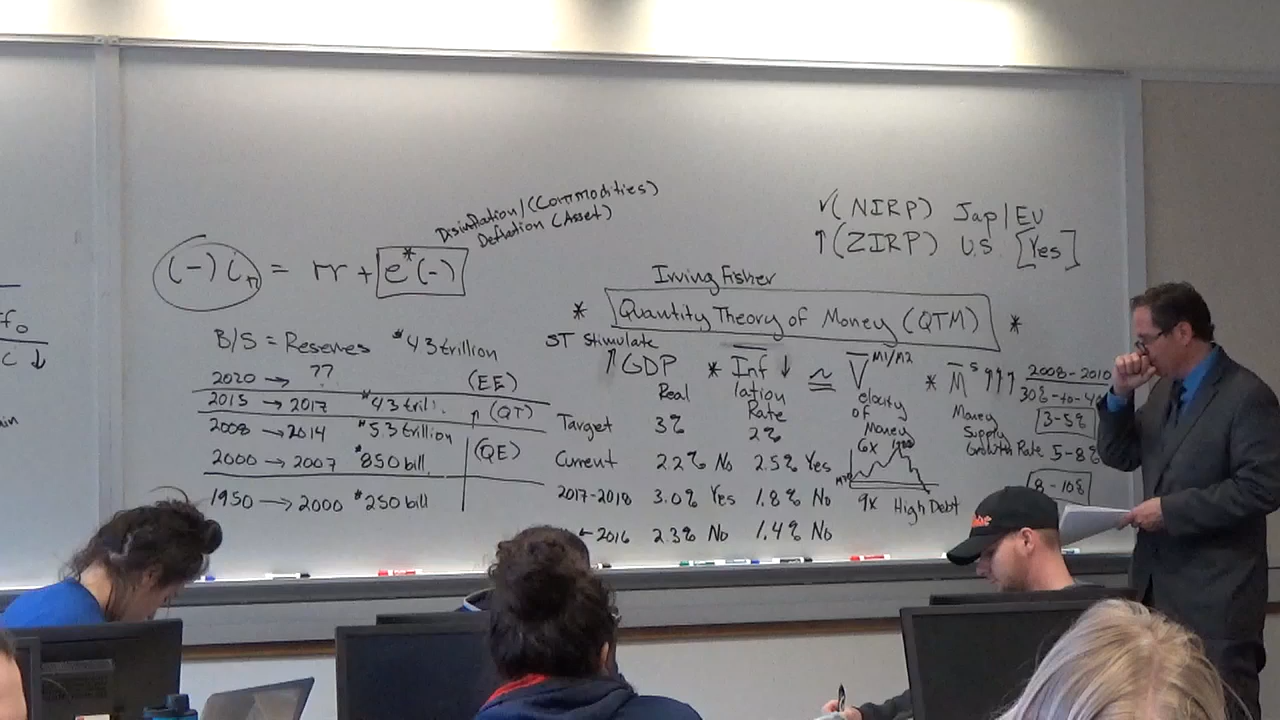 Disinflation/(Commodities)
Deflation (Asset)
(-) in = rr + e*(-)
√(NIRP) Jap/EU
↑(ZIRP) U.S. [Yes]
Irving Fisher
* Quantity Theory of Money (QTM) *
B/S = Reserves $4.3 trillion
2020 → ?? (EE)
2015 → 2017 $4.3 tril. ↑ (QT)
2008 → 2014 $5.3 trillion
(QE)
2000 → 2007 $850 bill.
1950 → 2000 $250 bill
ST Stimulate
↑GDP * Inf ↓ ≅ V M1/M2 * M s ↑↑↑ 2008-2010
Real lation elocity 30%-to-40
Rate of Money 3-5%
Target 3% 2% Money Supply
Growth Rate 5-8%
Current 2.2% No 2.5% Yes 6x
8-10%
2017-2018 3.0% Yes 1.8% No 9x High Debt
←2016 2.3% No 1.4% No
ffo
C ↓
ain